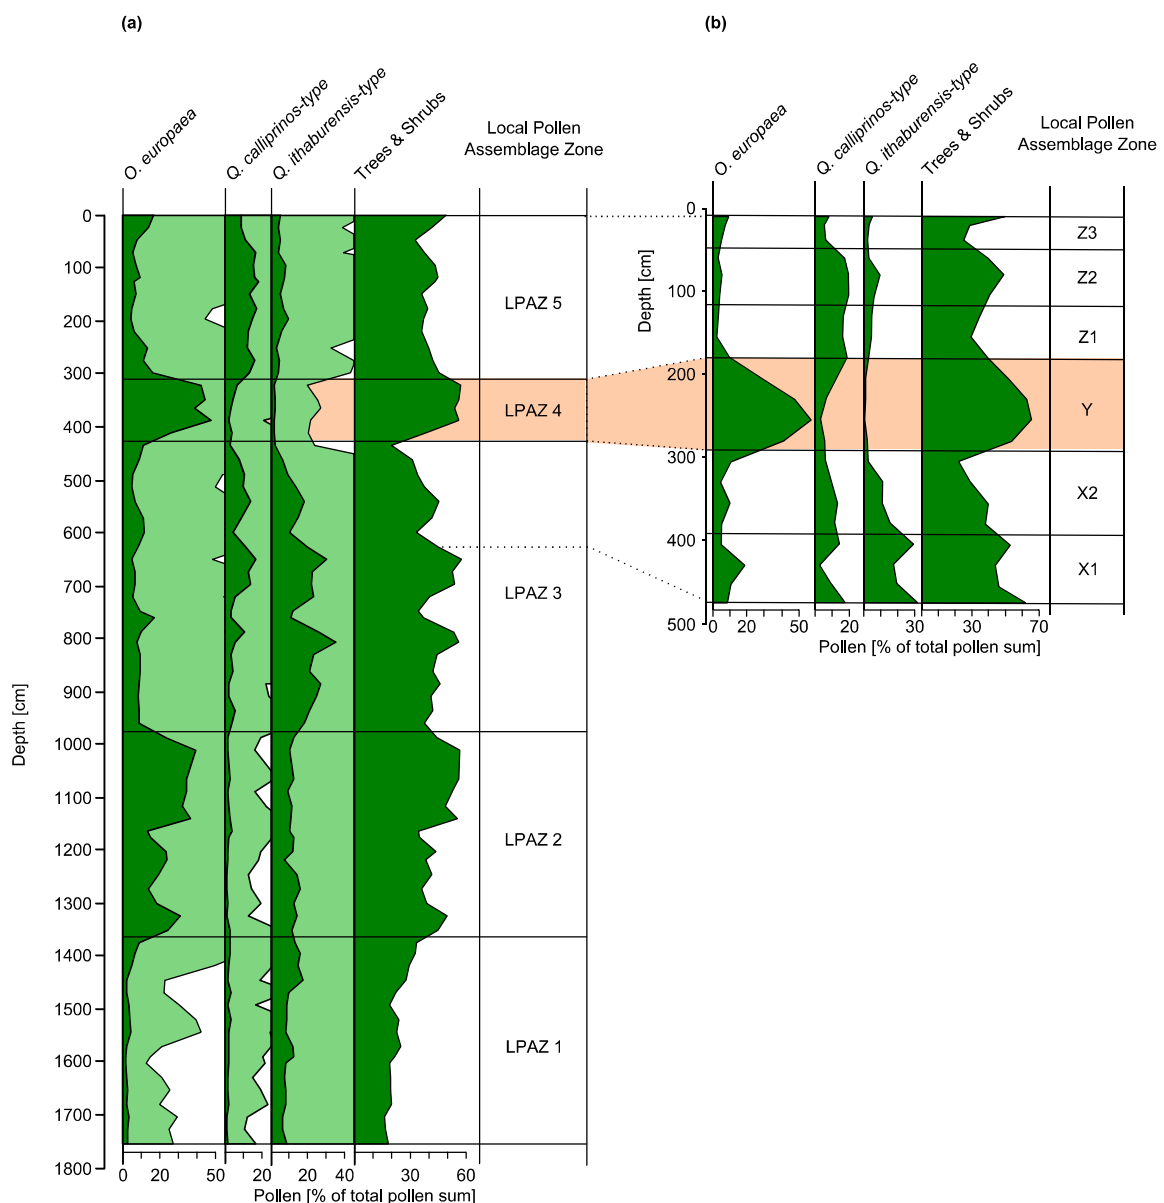 (a)
(b)
O. europaea
Q. calliprinos-type
Q. ithaburensis-type
Trees & Shrubs
Local Pollen
Assemblage Zone
O. europaea
Q. calliprinos-type
Q. ithaburensis-type
Trees & Shrubs
Local Pollen
Assemblage Zone
Depth [cm]
0
100
200
300
400
500
600
700
800
900
1000
1100
1200
1300
1400
1500
1600
1700
1800
LPAZ 5
LPAZ 4
LPAZ 3
LPAZ 2
LPAZ 1
0 20 50 20 40 30 60
Pollen [% of total pollen sum]
Depth [cm]
0
100
200
300
400
500
Z3
Z2
Z1
Y
X2
X1
0 20 50 20 30 30 70
Pollen [% of total pollen sum]